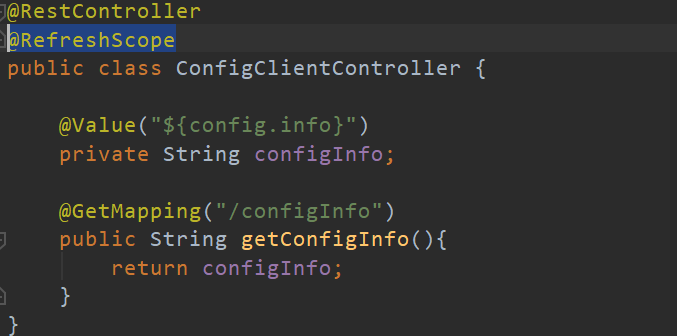 @RestController
@RefreshScope
public class ConfigClientController {
@Value("${config.info}")
private String configInfo;
@GetMapping("/configInfo")
public String getConfigInfo(){
return configInfo;
}
}